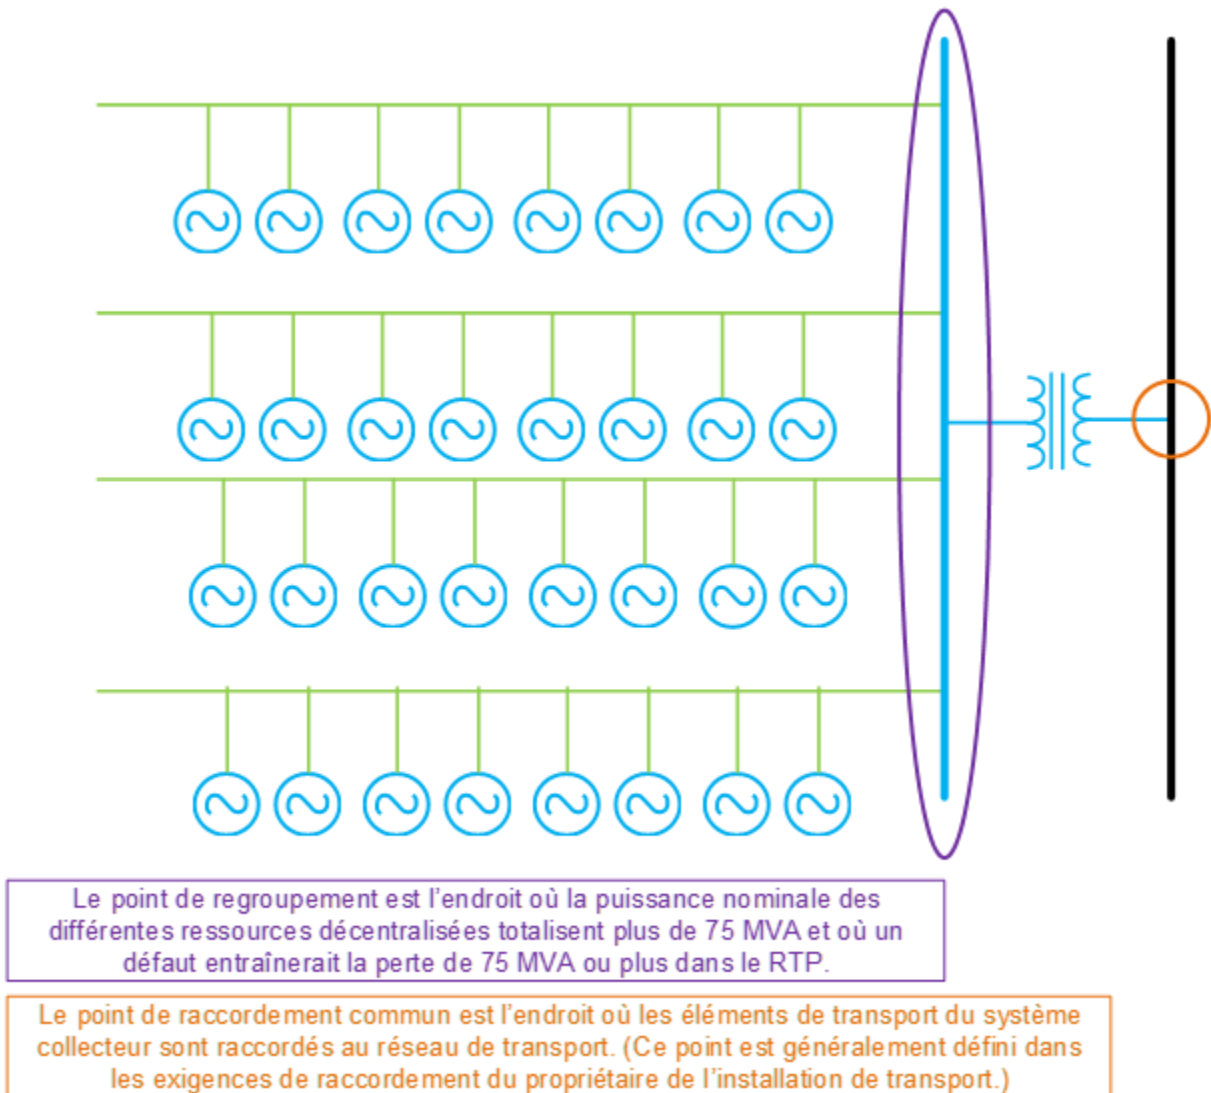 Le point de regroupement est l'endroit où la puissance nominale des
différentes ressources décentralisées totalisent plus de 75 MVA et où un
défaut entraînerait la perte de 75 MVA ou plus dans le RTP.
Le point de raccordement commun est l'endroit où les éléments de transport du système
collecteur sont raccordés au réseau de transport. (Ce point est généralement défini dans
les exigences de raccordement du propriétaire de l'installation de transport.)